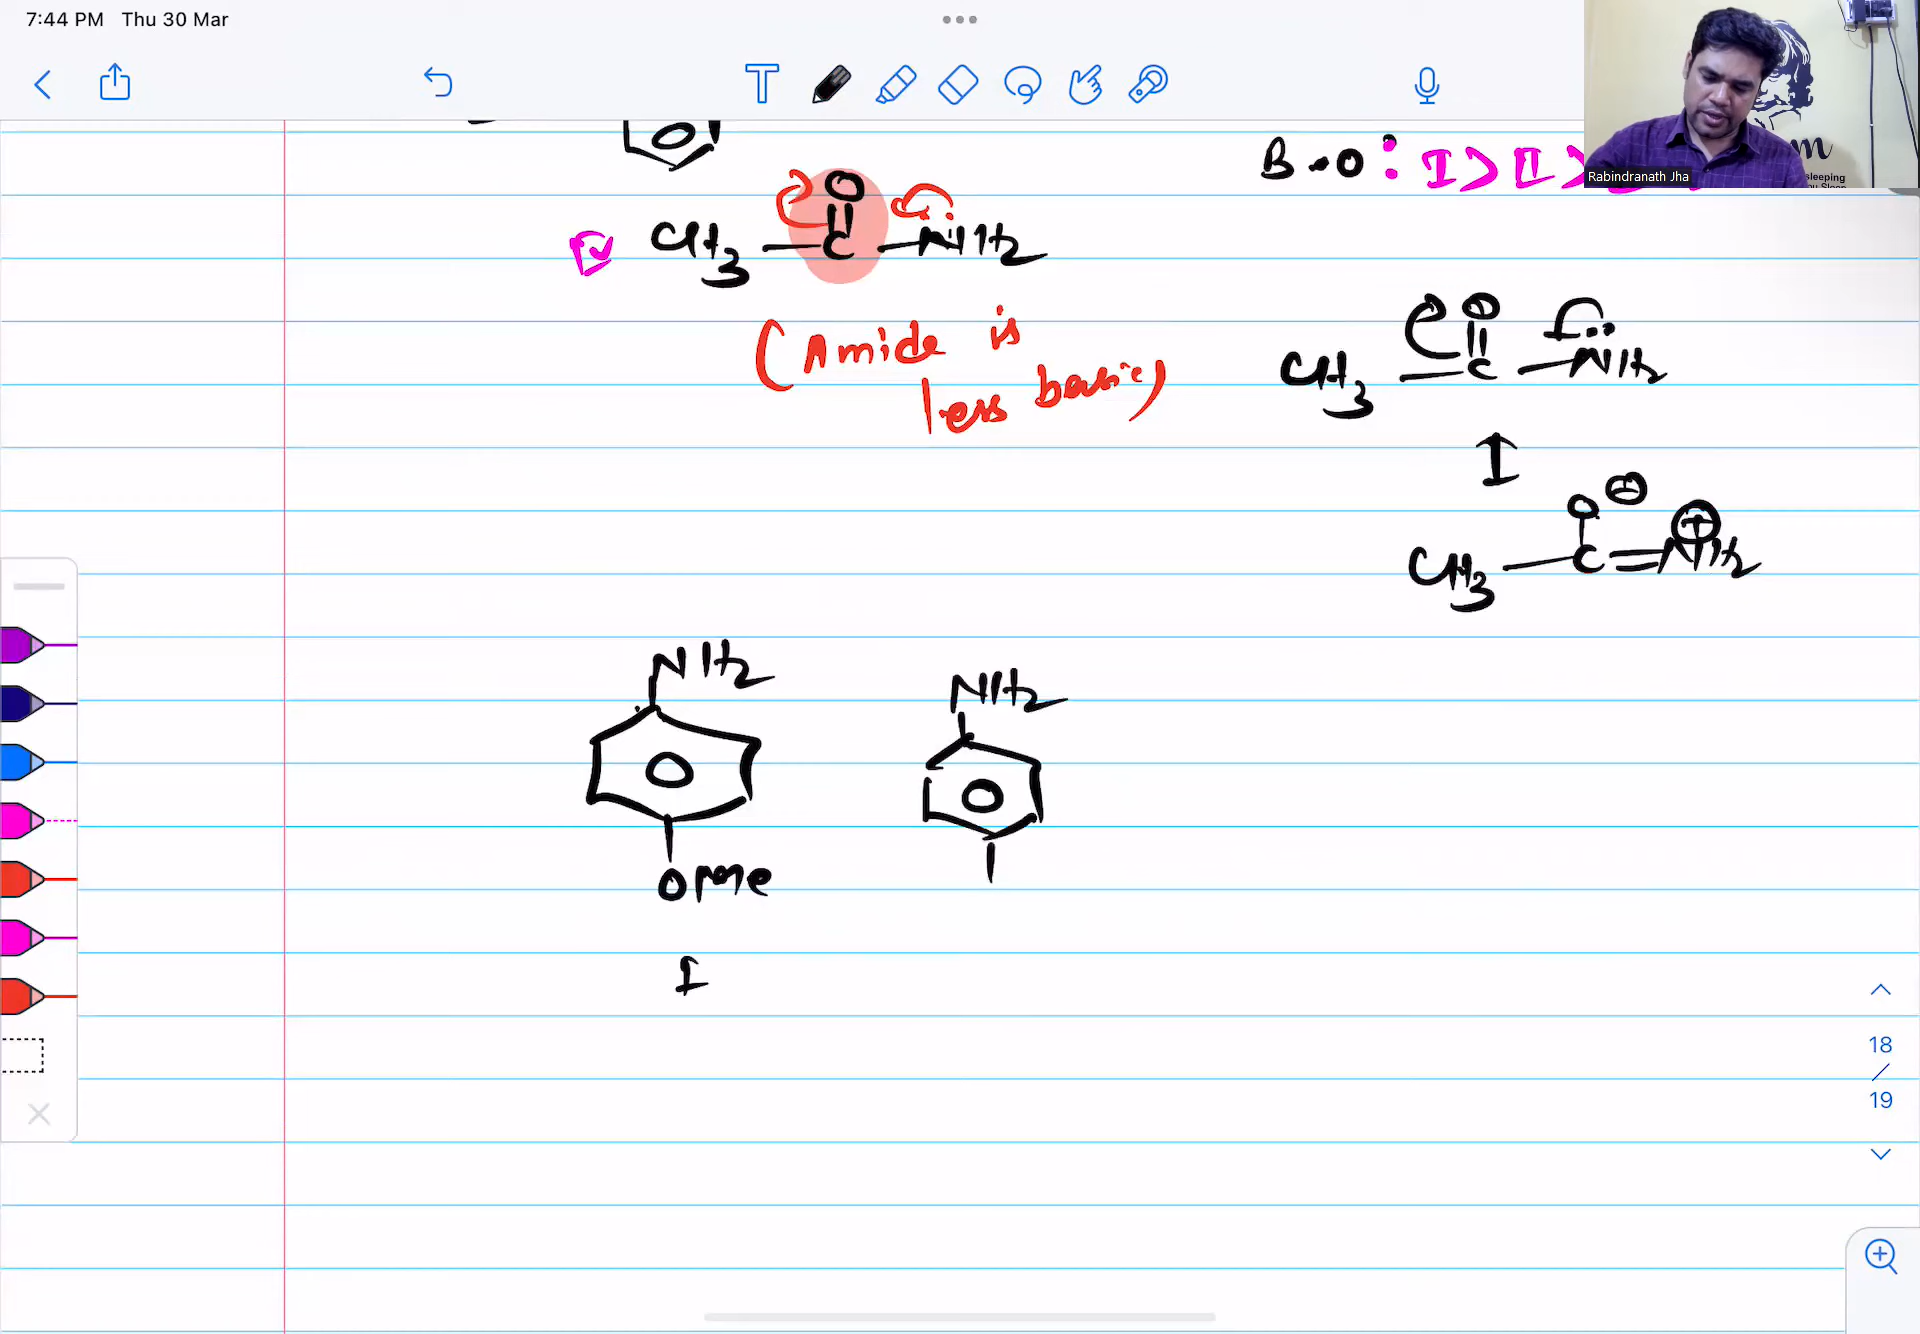 7:44 PM Thu 30 Mar
T
m
sleeping
Rabindranath Jha
B.O : I > II >
CH3 – C – NH2
O
(Amide is
less basic)
O
CH3 – C – NH2
O ⊖ ⊕
CH3 – C = NH2
NH2
NH2
OMe
I
18
/
19